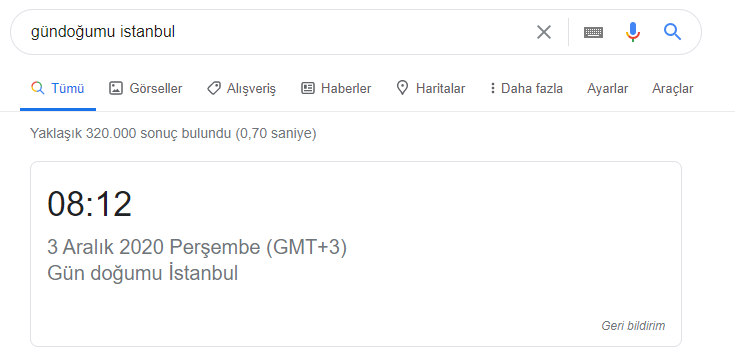 gündoğumu istanbul
Tümü Görseller Alışveriş Haberler Haritalar Daha fazla Ayarlar Araçlar
Yaklaşık 320.000 sonuç bulundu (0,70 saniye)
08:12
3 Aralık 2020 Perşembe (GMT+3)
Gün doğumu İstanbul
Geri bildirim